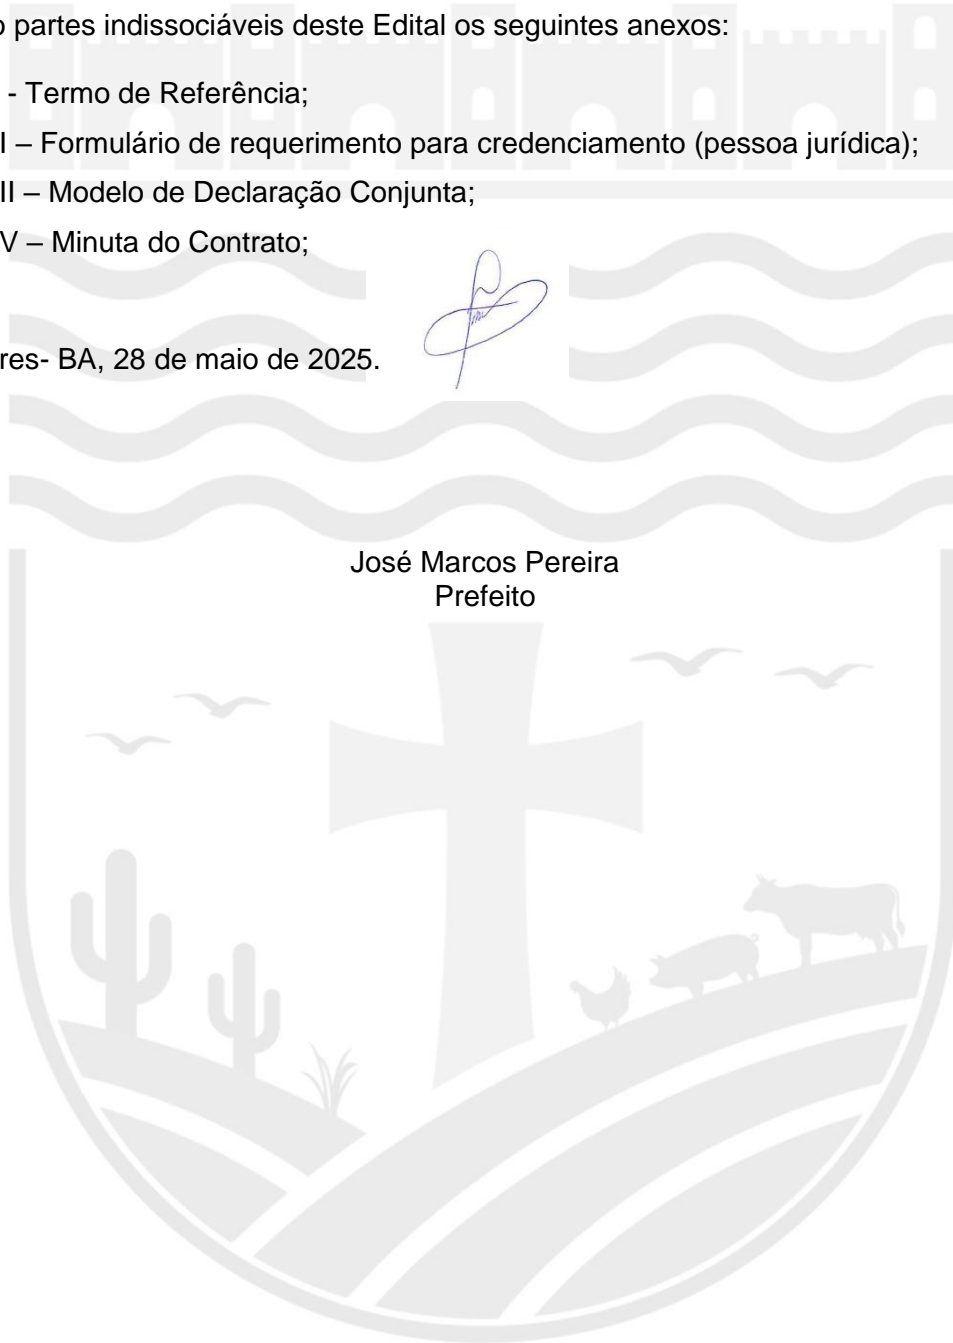 o partes indissociáveis deste Edital os seguintes anexos:
- Termo de Referência;
I – Formulário de requerimento para credenciamento (pessoa jurídica);
II – Modelo de Declaração Conjunta;
V – Minuta do Contrato;
res- BA, 28 de maio de 2025.
José Marcos Pereira
Prefeito